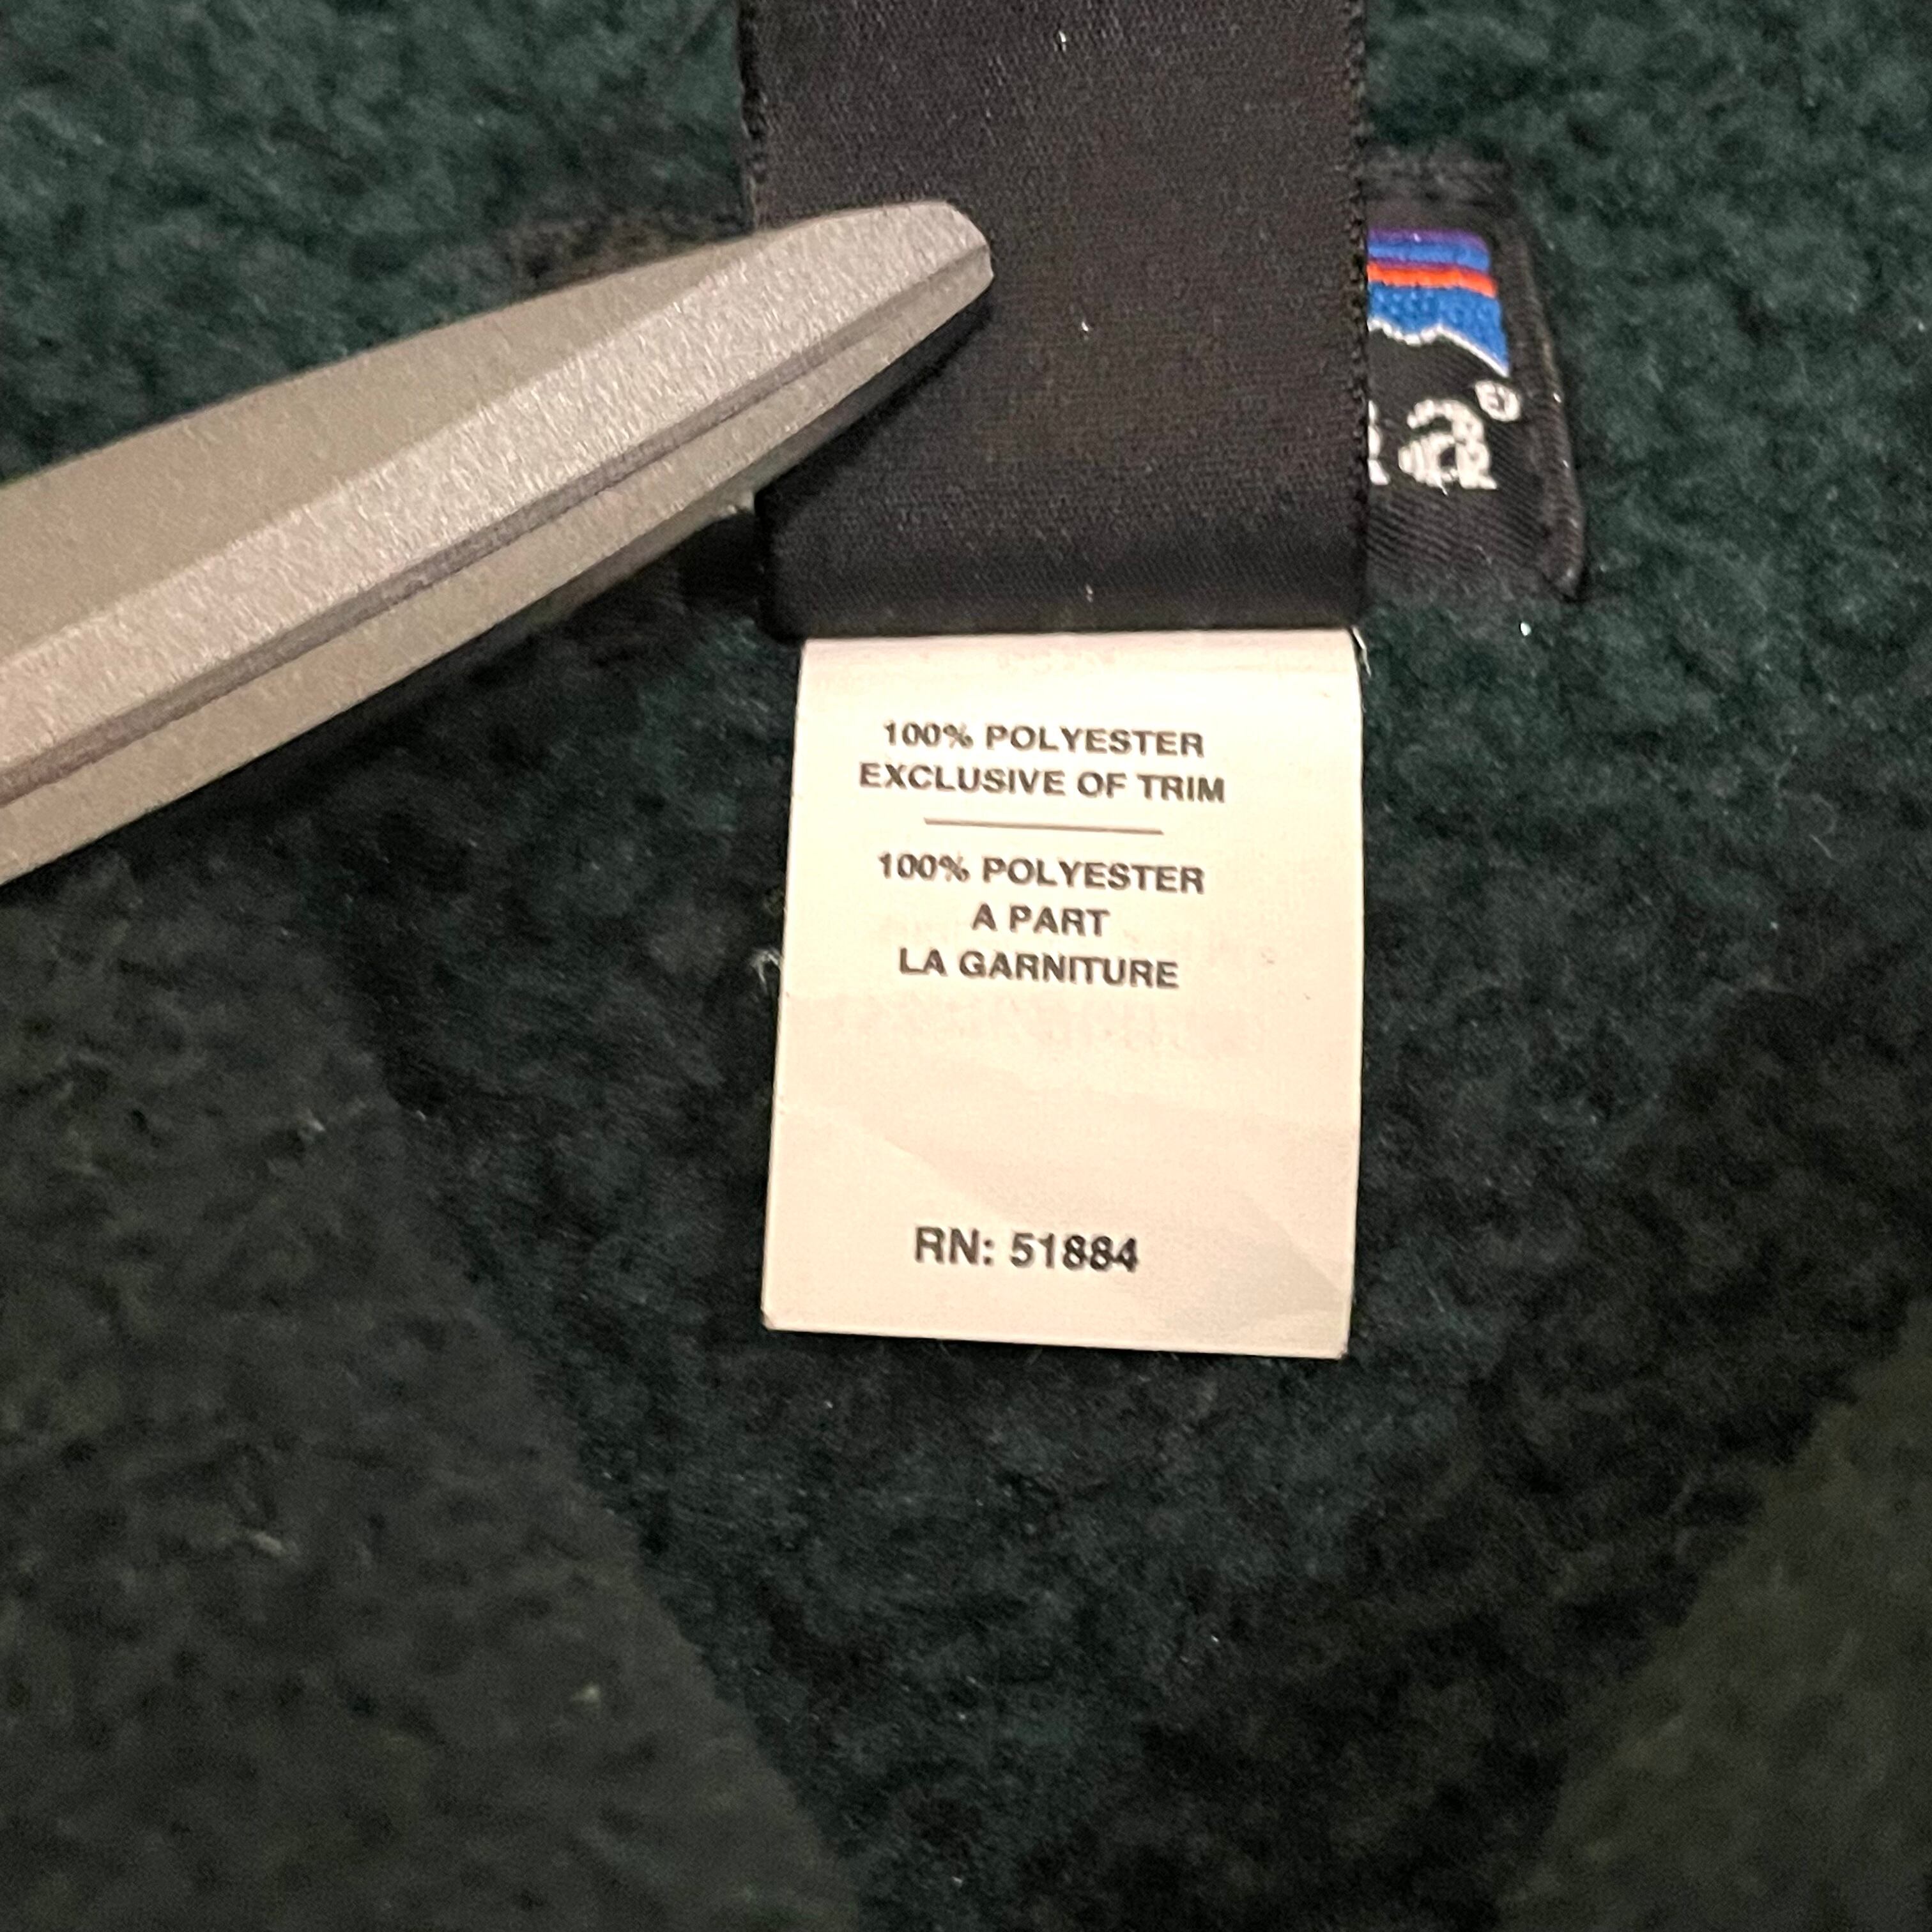 a
100% POLYESTER
EXCLUSIVE OF TRIM
100% POLYESTER
A PART
LA GARNITURE
RN: 51884